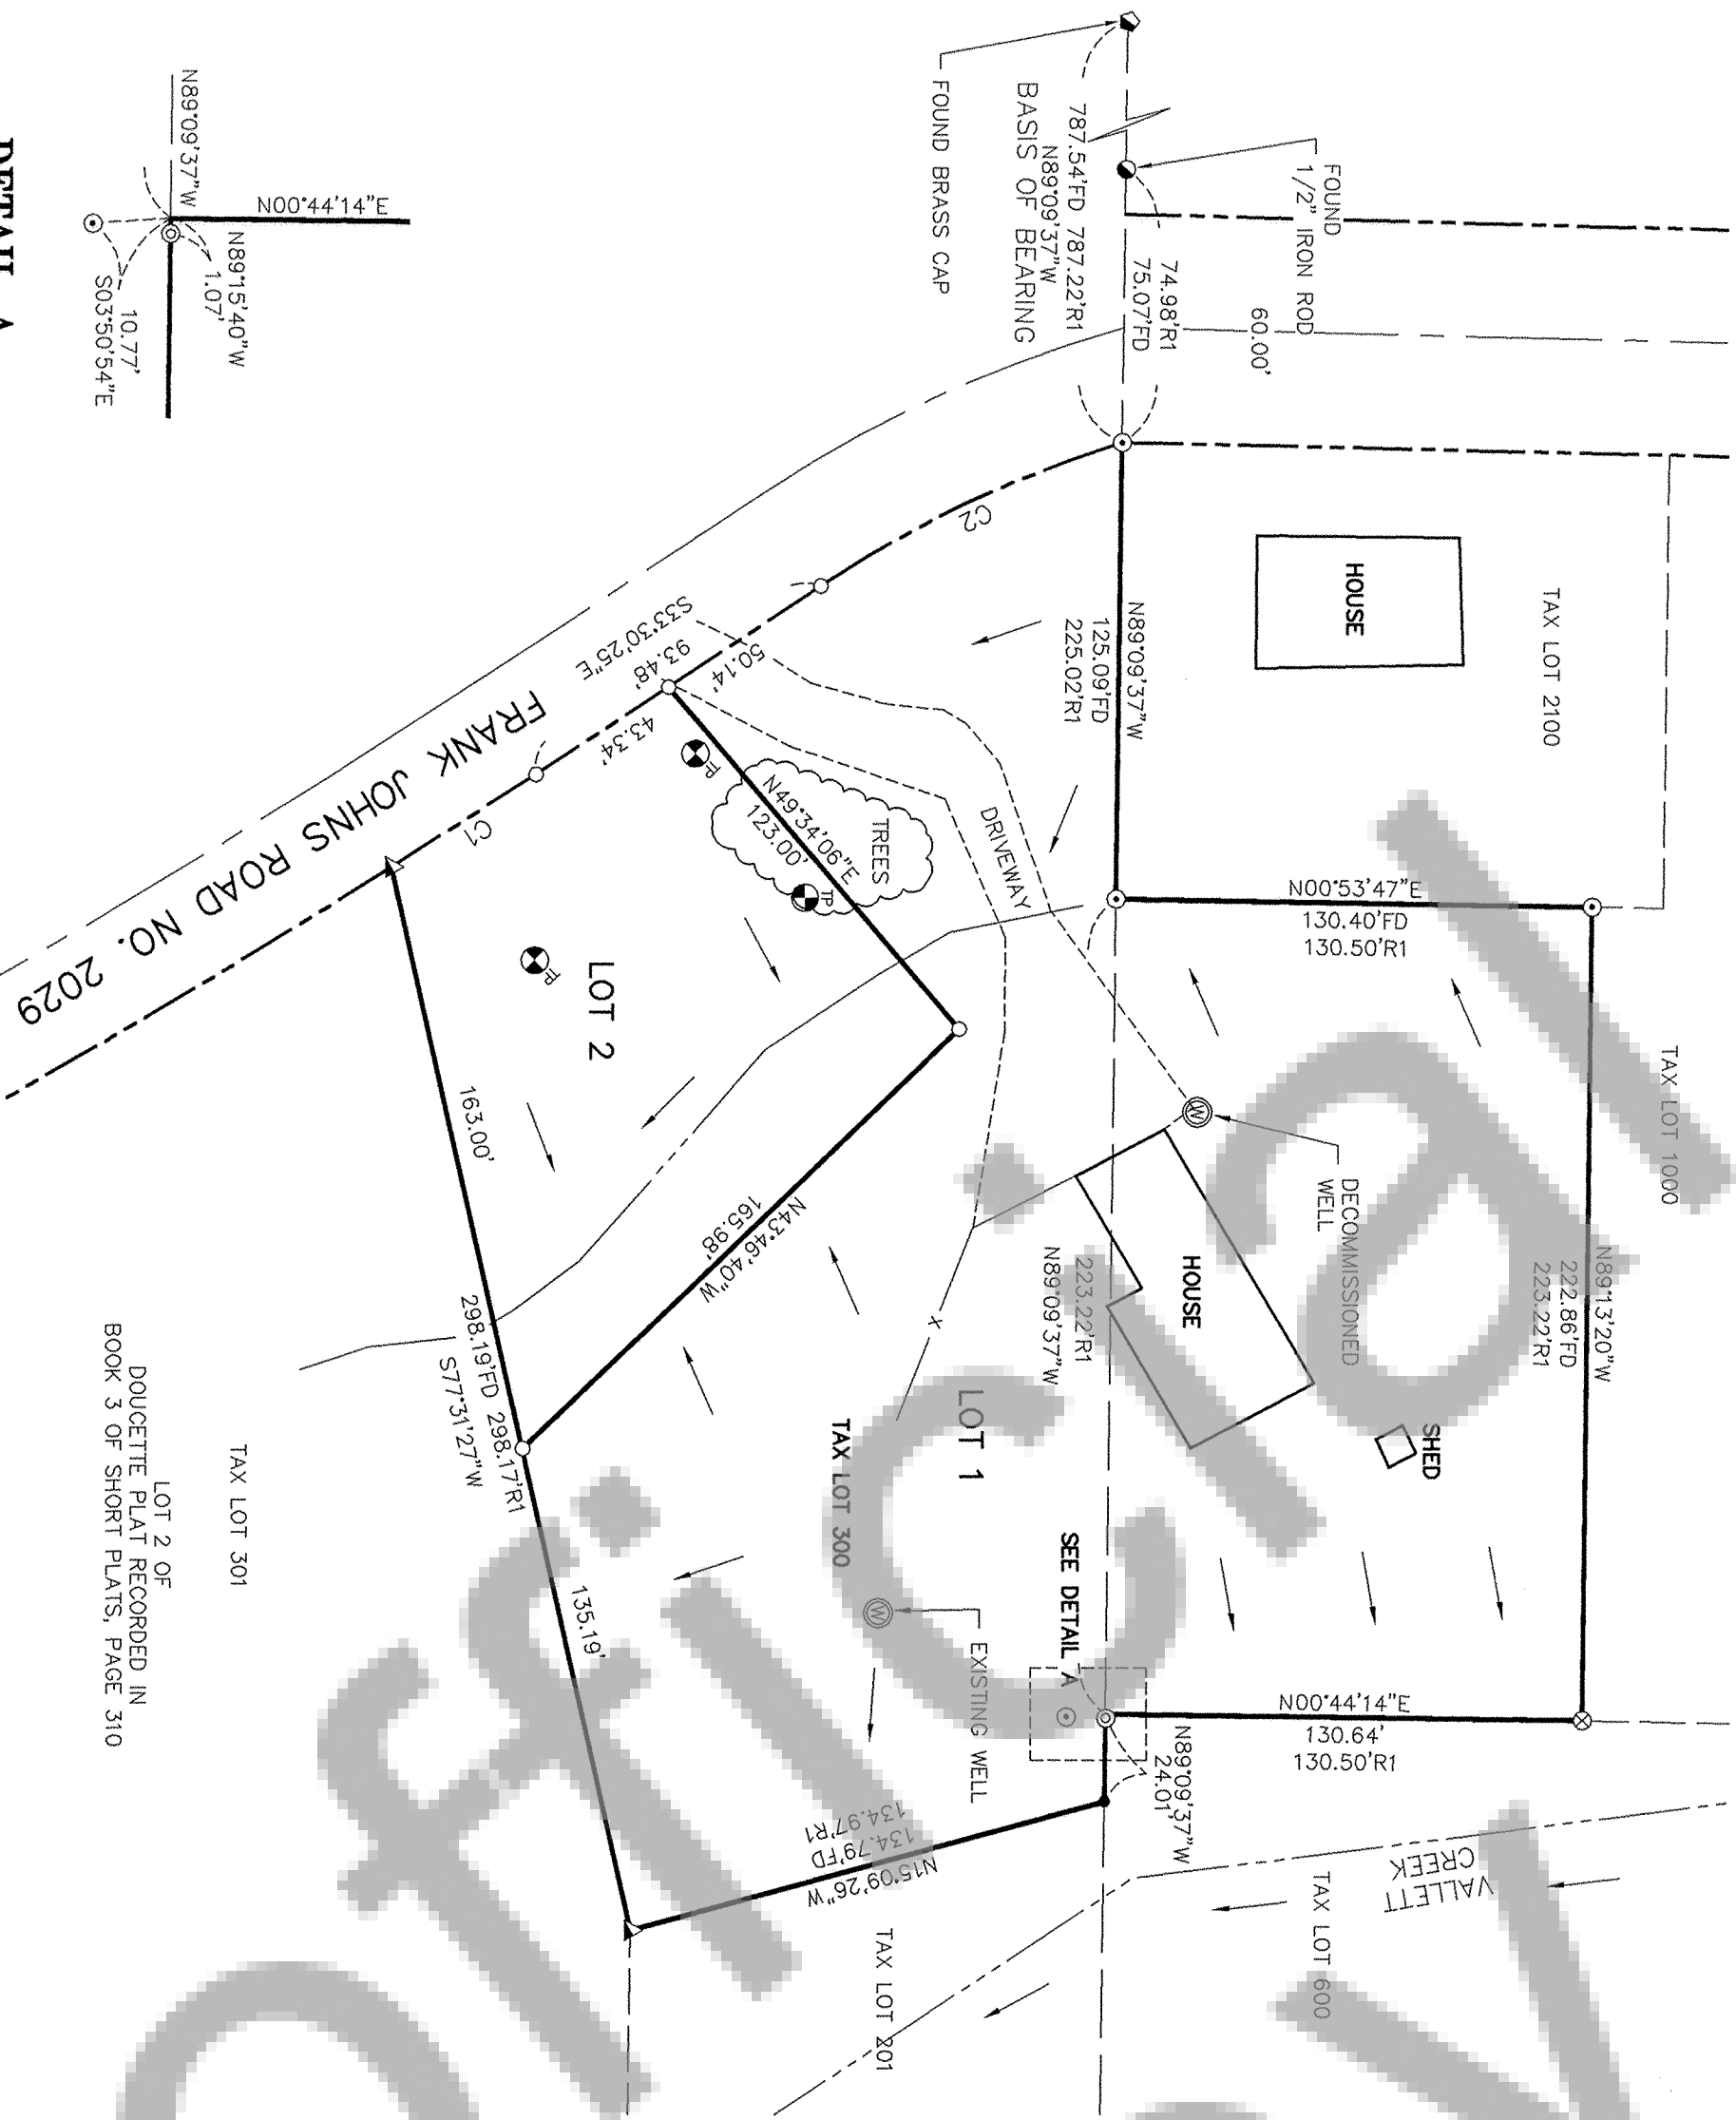 FOUND
1/2" IRON ROD
FOUND BRASS CAP
787.54'FD 787.22'R1
N89°09'37"W
BASIS OF BEARING
74.98'R1
75.07'FD
60.00'
TAX LOT 2100
HOUSE
N89°09'37"W
125.09'FD
225.02'R1
N00°53'47"E
130.40'FD
130.50'R1
TAX LOT 1000
N89°13'20"W
222.86'FD
223.22'R1
DECOMMISSIONED
WELL
W
HOUSE
SHED
223.22'R1
N89°09'37"W
LOT 1
TAX LOT 300
SEE DETAIL A
N00°44'14"E
130.64'
130.50'R1
N89°09'37"W
24.01'
W
EXISTING WELL
VALLETT
CREEK
TAX LOT 600
TAX LOT 201
N15°09'26"W
134.79'FD
134.97'R1
C2
S33°30'25"E
93.48'
50.14'
43.34'
C1
FRANK JOHNS ROAD NO. 2029
DRIVEWAY
TREES
N49°34'06"E
123.00'
TP
TP
TP
LOT 2
N43°46'40"W
165.98'
163.00'
298.19'FD 298.17'R1
S77°31'27"W
135.19'
TAX LOT 301
LOT 2 OF
DOUCETTE PLAT RECORDED IN
BOOK 3 OF SHORT PLATS, PAGE 310
N89°09'37"W
N00°44'14"E
N89°15'40"W
1.07'
10.77'
S03°50'54"E
DETAIL A